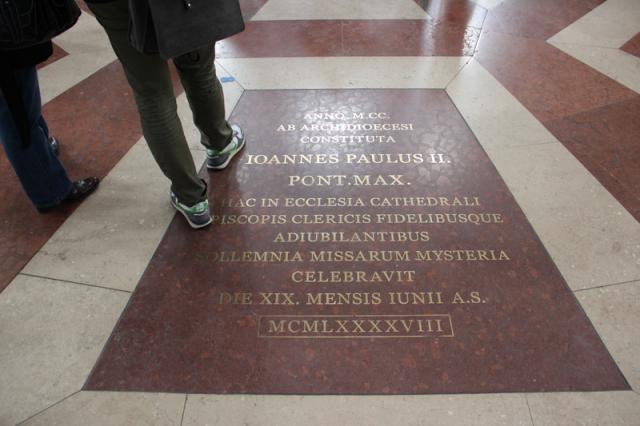 ANNO M.CC.
AB ARCHIDIOECESI
CONSTITUTA
IOANNES PAULUS II.
PONT.MAX.
HAC IN ECCLESIA CATHEDRALI
PISCOPIS CLERICIS FIDELIBUSQUE
ADIUBILANTIBUS
SOLLEMNIA MISSARUM MYSTERIA
CELEBRAVIT
DIE XIX. MENSIS IUNII A.S.
MCMLXXXXVIII